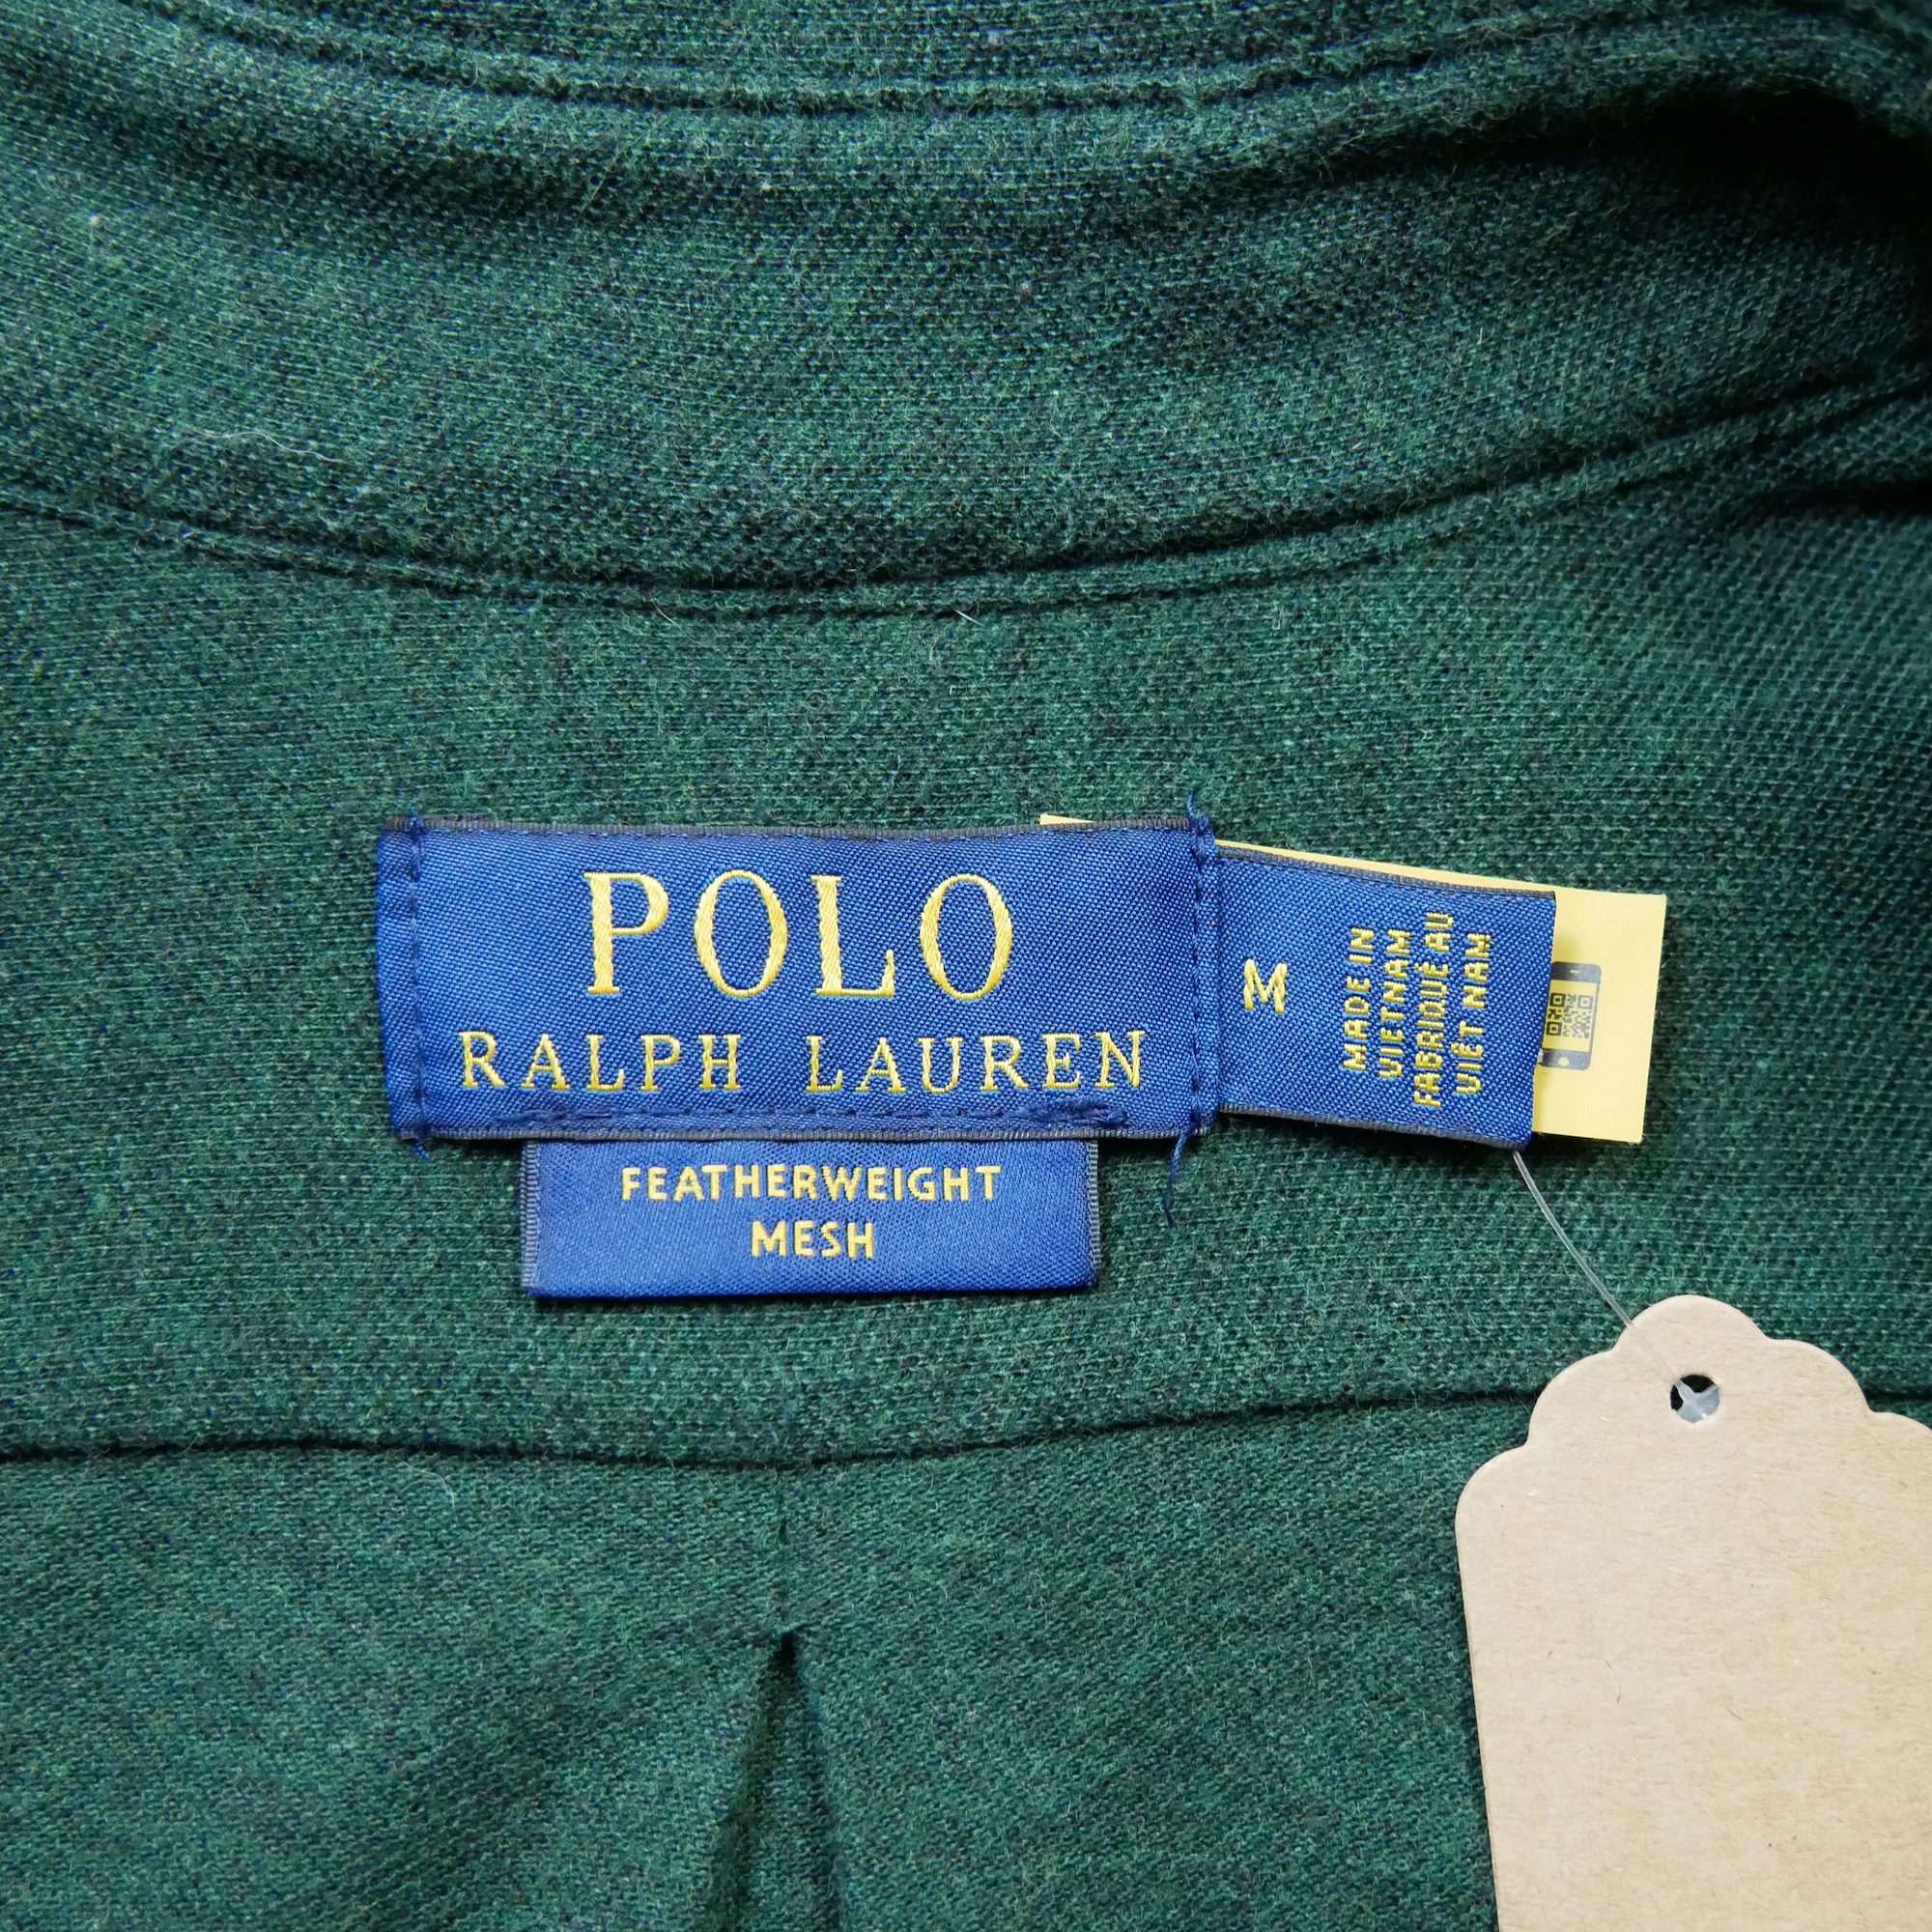 POLO
RALPH LAUREN
FEATHERWEIGHT
MESH
M
MADE IN
VIETNAM
FABRIQUÉ AU
VIÊT NAM